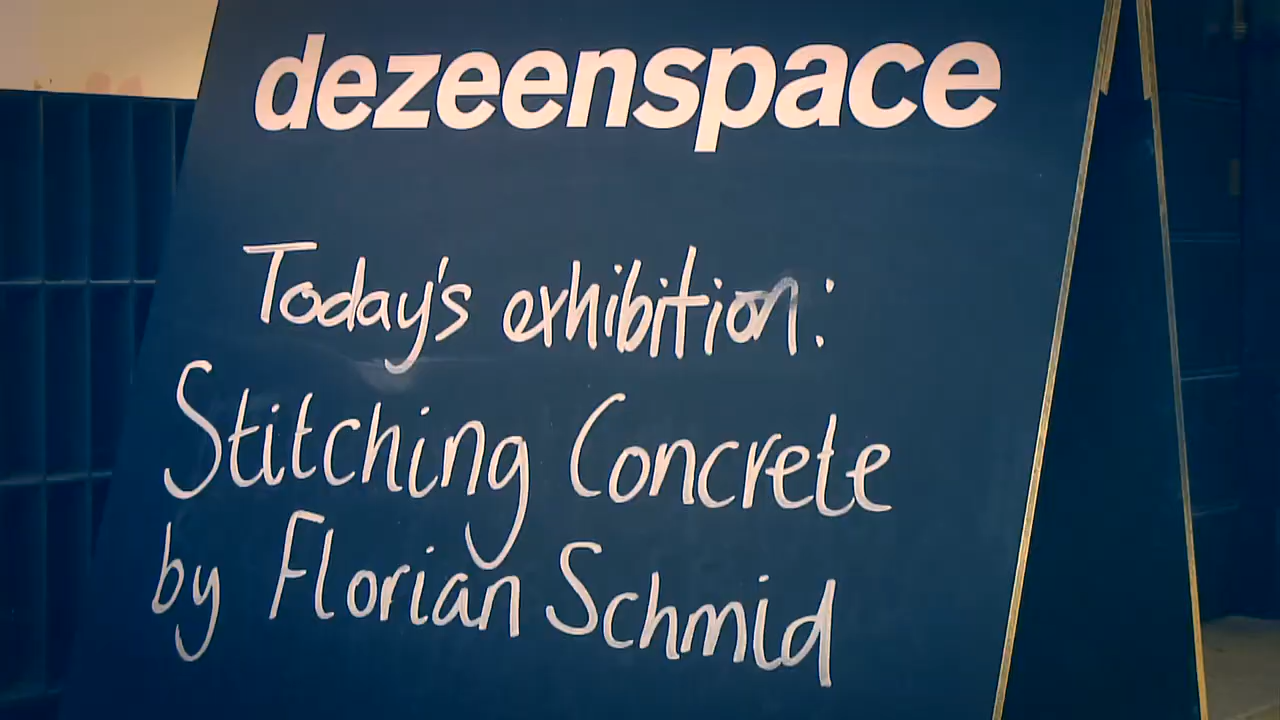 dezeenspace
Today's exhibition:
Stitching Concrete
by Florian Schmid